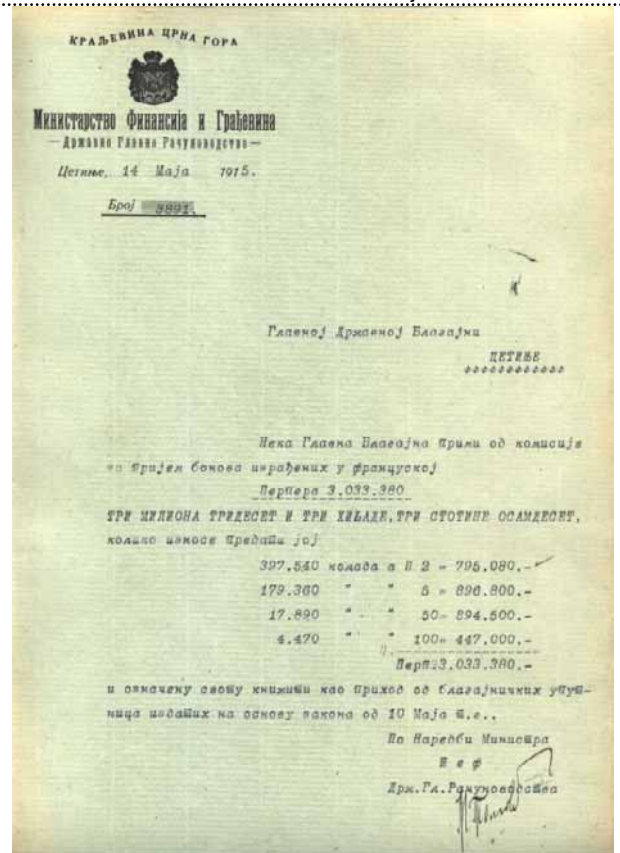 КРАЉЕВИНА ЦРНА ГОРА
Министарство Финансија и Грађевина
— Државно Главно Рачуноводство —
Цетиње, 14 Маја 1915.
Број 3891.
Главној Државној Благајни
ЦЕТИЊЕ
Нека Главна Благајна прими од комисије
за пријем бонова израђених у Француској
Перпера 3.033.380
ТРИ МИЛИОНА ТРИДЕСЕТ И ТРИ ХИЉАДЕ, ТРИ СТОТИНЕ ОСАМДЕСЕТ,
колико износе предати јој
397.540 комада а П 2 = 795.080.-
179.360 " " 5 = 896.800.-
17.890 " " 50= 894.500.-
4.470 " " 100= 447.000.-
Перп.3.033.380.-
и означену своту књижити као приход од благајничких упут-
ница издатих на основу закона од 10 Маја т.г..
По Наредби Министра
Шеф
Држ.Гл.Рачуноводства